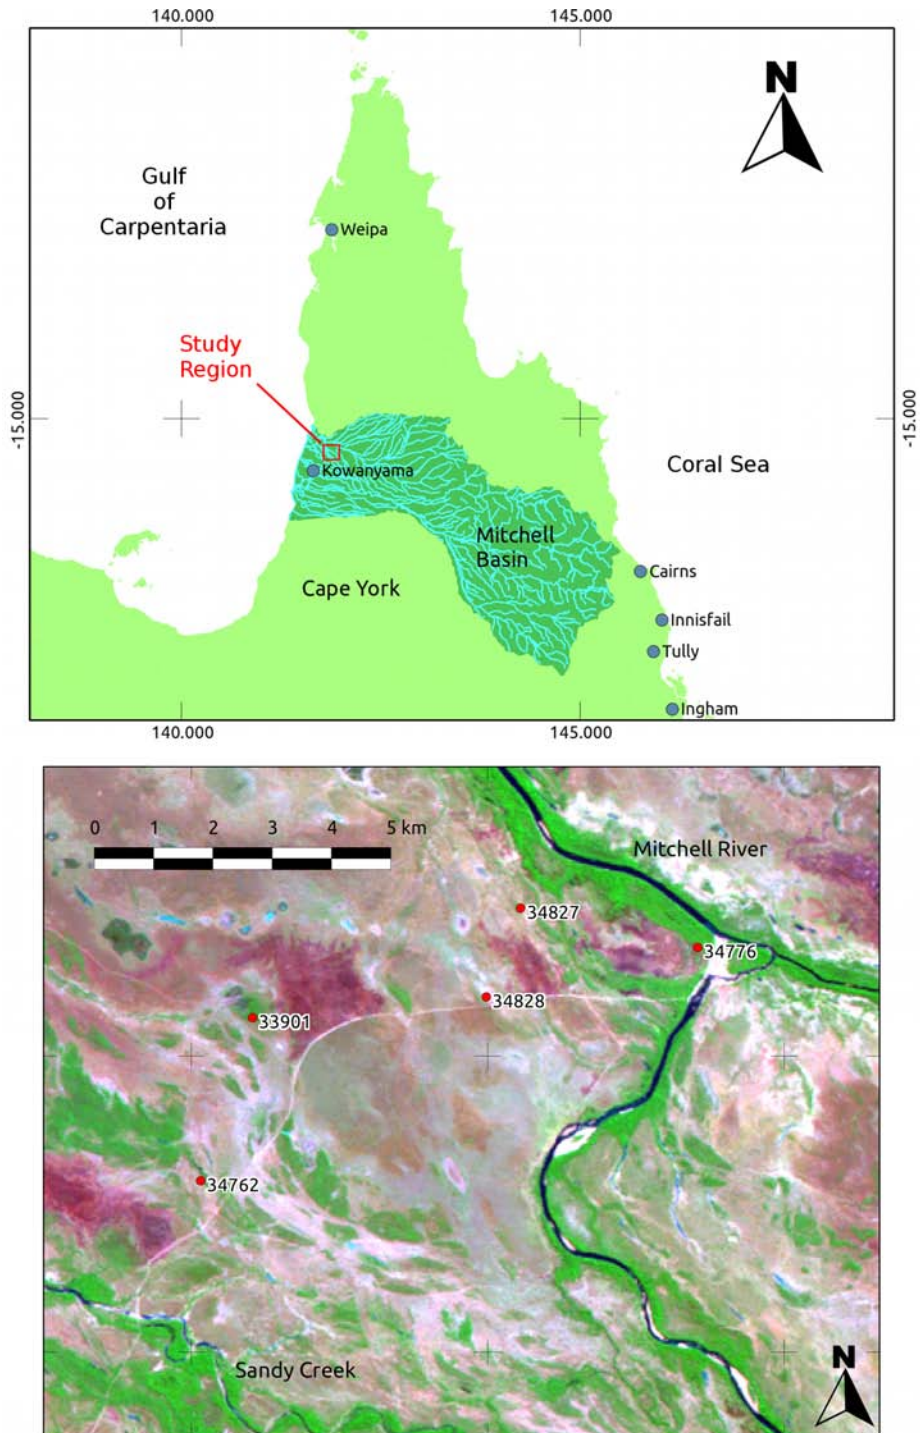 140.000
145.000
N
Gulf
of
Carpentaria
Weipa
Study
Region
-15.000
-15.000
Coral Sea
Kowanyama
Mitchell
Basin
Cairns
Cape York
Innisfail
Tully
Ingham
140.000
145.000
0 1 2 3 4 5 km
Mitchell River
34827
34776
34828
33901
34762
N
Sandy Creek